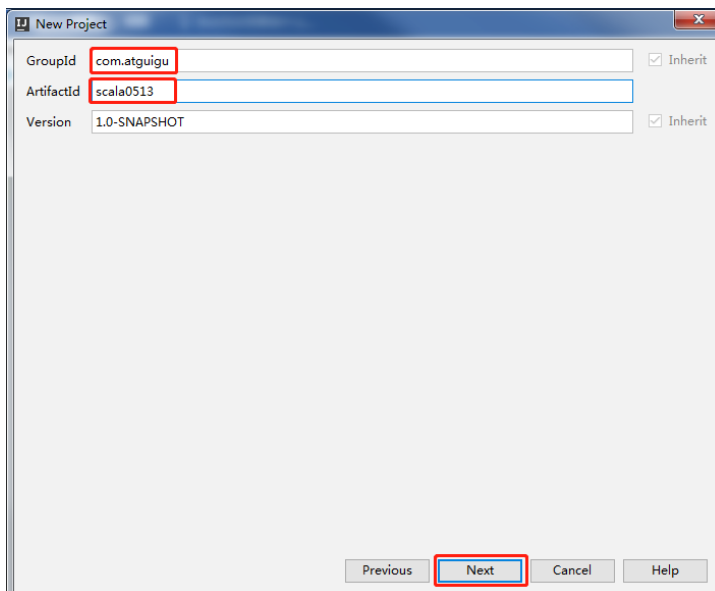 New Project
GroupId com.atguigu Inherit
ArtifactId scala0513
Version 1.0-SNAPSHOT Inherit
Previous Next Cancel Help